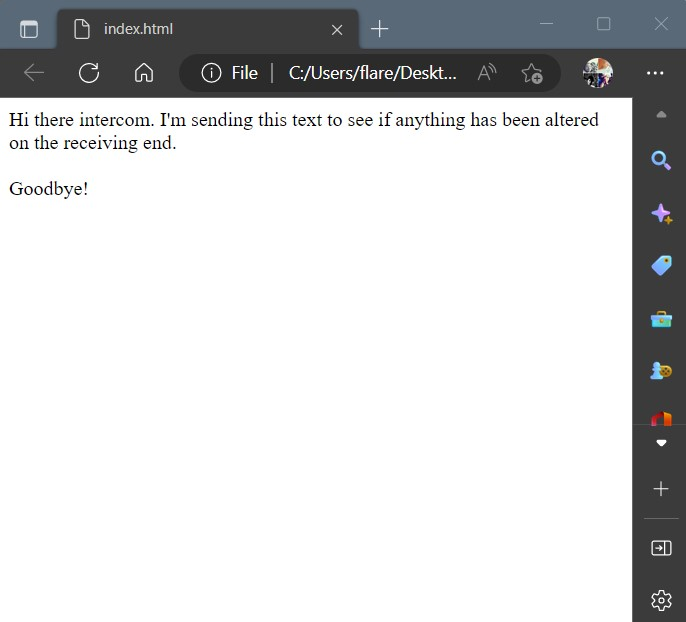 index.html
File
C:/Users/flare/Deskt...
Hi there intercom. I'm sending this text to see if anything has been altered
on the receiving end.
Goodbye!